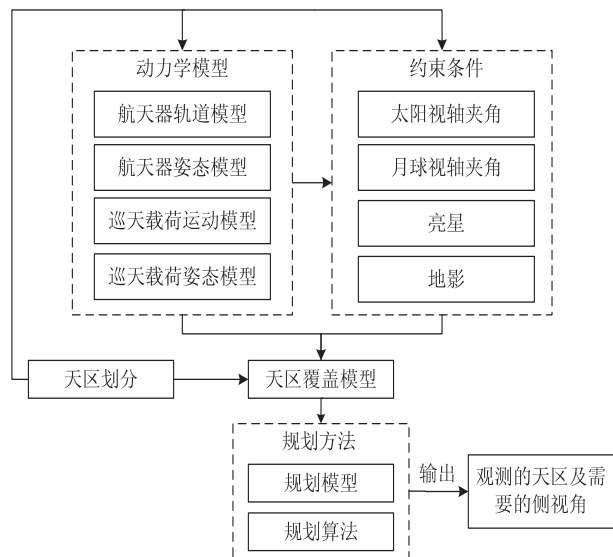 动力学模型
航天器轨道模型
航天器姿态模型
巡天载荷运动模型
巡天载荷姿态模型
约束条件
太阳视轴夹角
月球视轴夹角
亮星
地影
天区划分
天区覆盖模型
规划方法
规划模型
规划算法
输出
观测的天区及需
要的侧视角